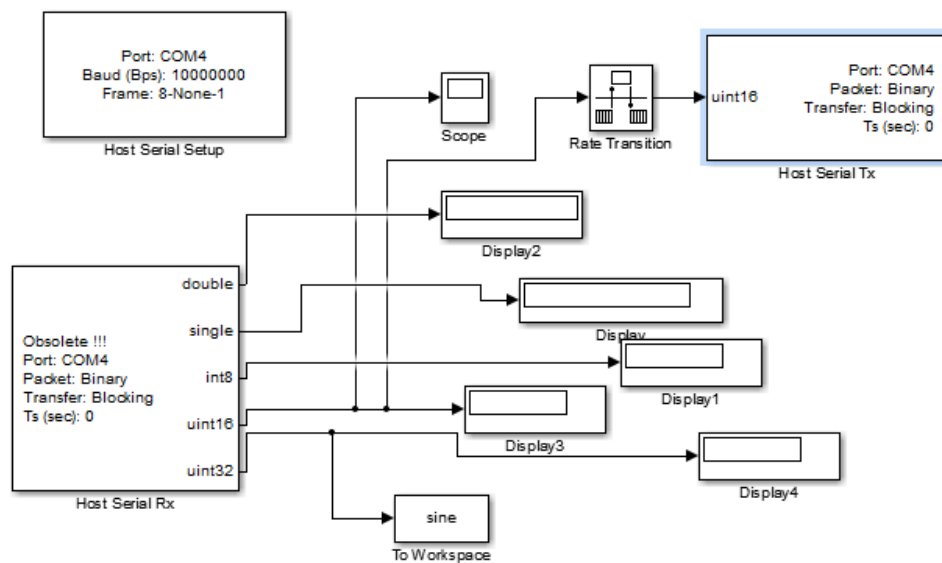 Port: COM4
Baud (Bps): 10000000
Frame: 8-None-1
Host Serial Setup
Scope
Rate Transition
uint16
Port: COM4
Packet: Binary
Transfer: Blocking
Ts (sec): 0
Host Serial Tx
Display2
double
single
int8
uint16
uint32
Obsolete !!!
Port: COM4
Packet: Binary
Transfer: Blocking
Ts (sec): 0
Host Serial Rx
Display
Display1
Display3
Display4
sine
To Workspace